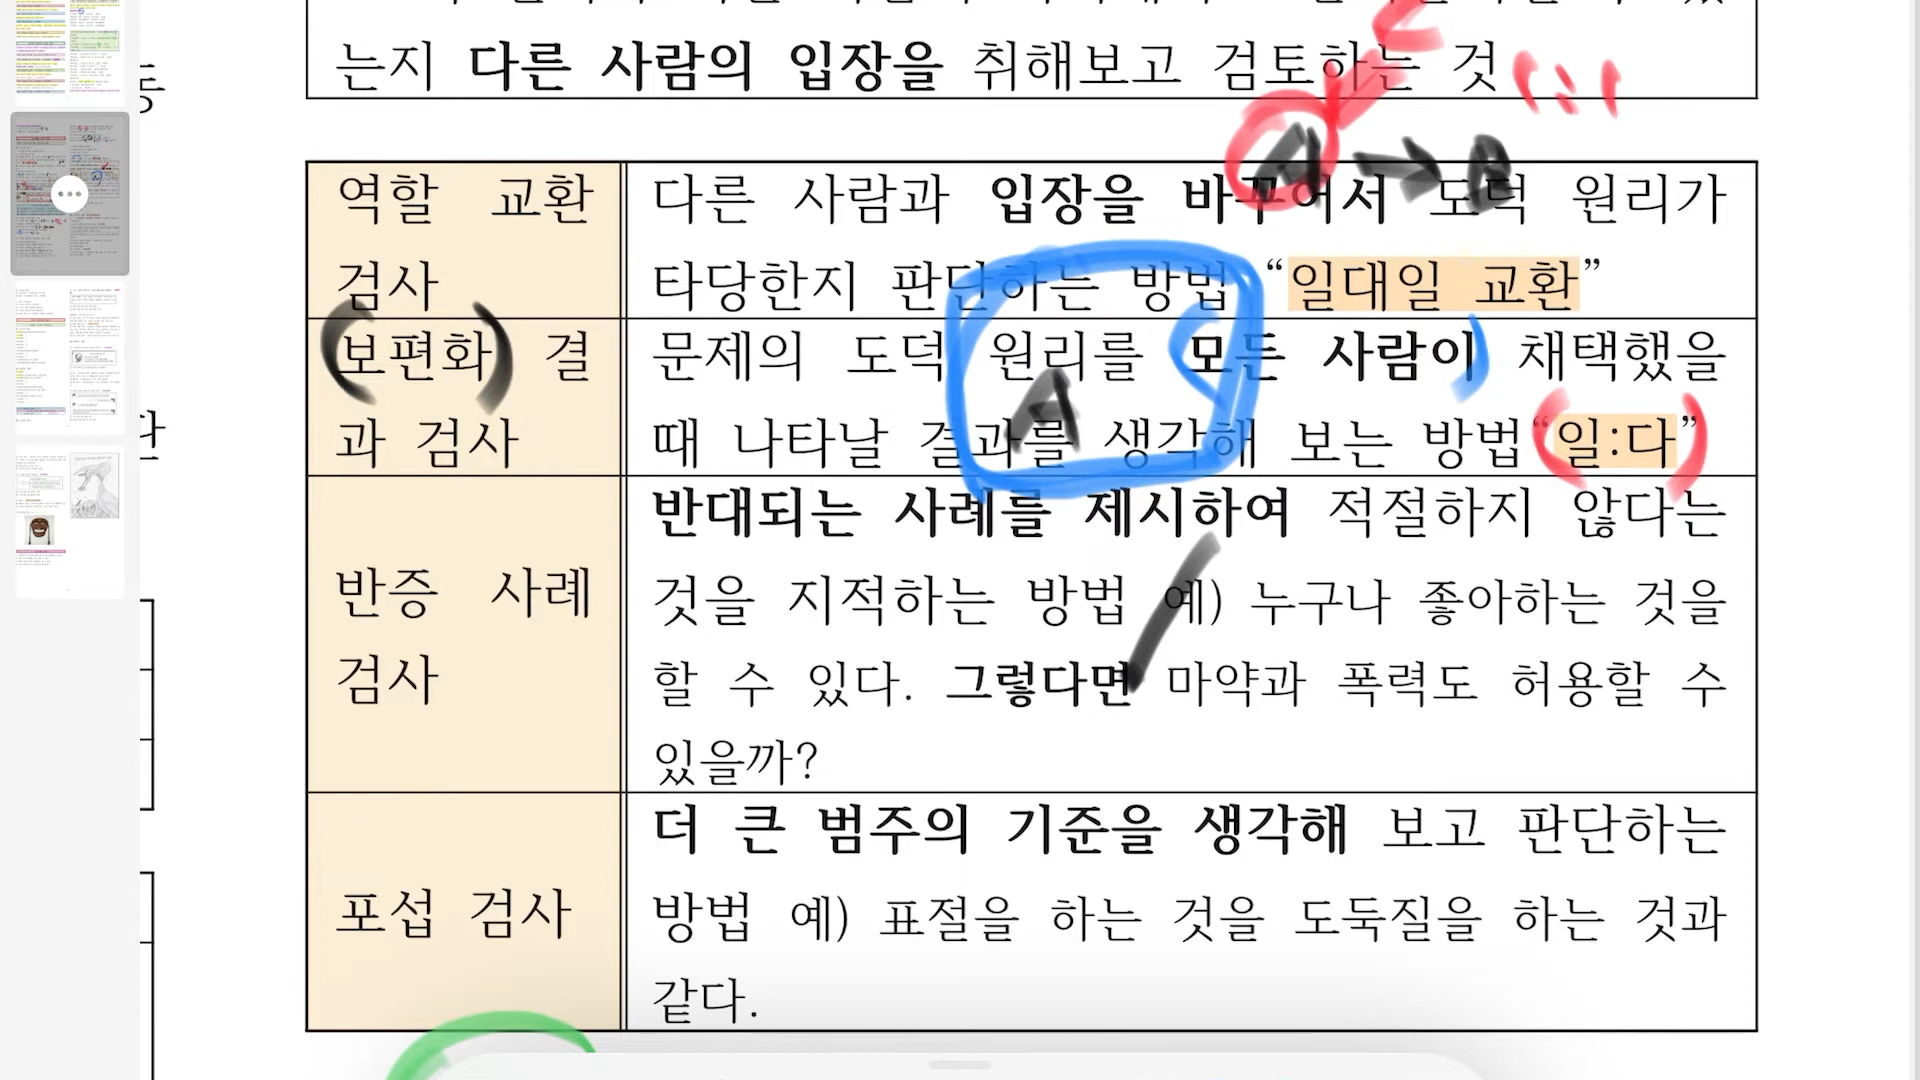 는지 다른 사람의 입장을 취해보고 검토하는 것 (1:1
A → B
역할 교환 검사
다른 사람과 입장을 바꾸어서 도덕 원리가
타당한지 판단하는 방법 “일대일 교환”
(보편화) 결과 검사
문제의 도덕 원리를 모든 사람이 채택했을
때 나타날 결과를 생각해 보는 방법“일:다”
A
반증 사례 검사
반대되는 사례를 제시하여 적절하지 않다는
것을 지적하는 방법 예) 누구나 좋아하는 것을
할 수 있다. 그렇다면 마약과 폭력도 허용할 수
있을까?
포섭 검사
더 큰 범주의 기준을 생각해 보고 판단하는
방법 예) 표절을 하는 것을 도둑질을 하는 것과
같다.